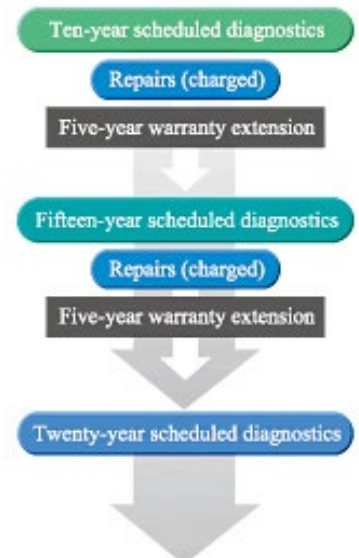 Ten-year scheduled diagnostics
Repairs (charged)
Five-year warranty extension
Fifteen-year scheduled diagnostics
Repairs (charged)
Five-year warranty extension
Twenty-year scheduled diagnostics